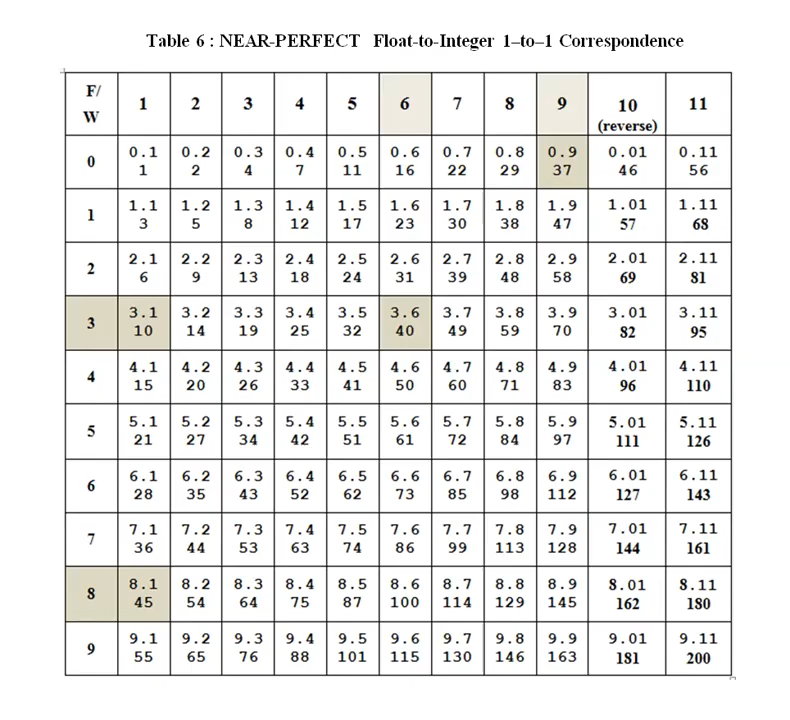 Table 6 : NEAR-PERFECT Float-to-Integer 1–to–1 Correspondence
F/ 1 2 3 4 5 6 7 8 9 10 11
W (reverse)
0.1 0.2 0.3 0.4 0.5 0.6 0.7 0.8 0.9 0.01 0.11
0 1 2 4 7 11 16 22 29 37 46 56
1.1 1.2 1.3 1.4 1.5 1.6 1.7 1.8 1.9 1.01 1.11
1 3 5 8 12 17 23 30 38 47 57 68
2.1 2.2 2.3 2.4 2.5 2.6 2.7 2.8 2.9 2.01 2.11
2 6 9 13 18 24 31 39 48 58 69 81
3.1 3.2 3.3 3.4 3.5 3.6 3.7 3.8 3.9 3.01 3.11
3 10 14 19 25 32 40 49 59 70 82 95
4.1 4.2 4.3 4.4 4.5 4.6 4.7 4.8 4.9 4.01 4.11
4 15 20 26 33 41 50 60 71 83 96 110
5.1 5.2 5.3 5.4 5.5 5.6 5.7 5.8 5.9 5.01 5.11
5 21 27 34 42 51 61 72 84 97 111 126
6.1 6.2 6.3 6.4 6.5 6.6 6.7 6.8 6.9 6.01 6.11
6 28 35 43 52 62 73 85 98 112 127 143
7.1 7.2 7.3 7.4 7.5 7.6 7.7 7.8 7.9 7.01 7.11
7 36 44 53 63 74 86 99 113 128 144 161
8.1 8.2 8.3 8.4 8.5 8.6 8.7 8.8 8.9 8.01 8.11
8 45 54 64 75 87 100 114 129 145 162 180
9.1 9.2 9.3 9.4 9.5 9.6 9.7 9.8 9.9 9.01 9.11
9 55 65 76 88 101 115 130 146 163 181 200